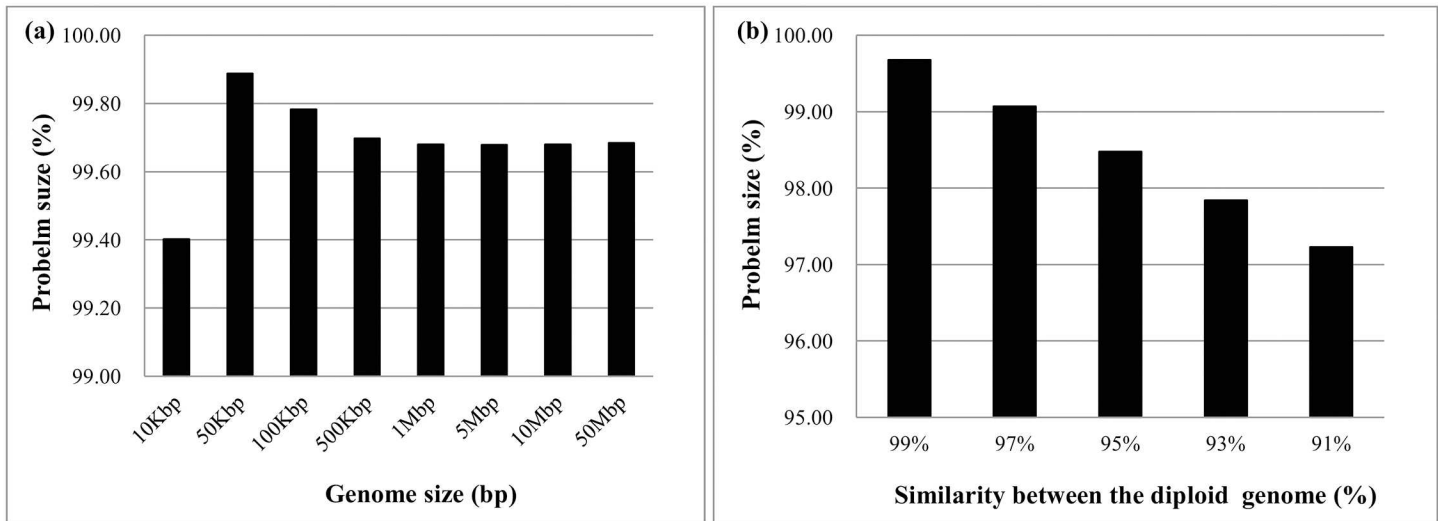 (a)
100.00
99.80
99.60
99.40
99.20
99.00
Probelm suze (%)
10Kbp
50Kbp
100Kbp
500Kbp
1Mbp
5Mbp
10Mbp
50Mbp
Genome size (bp)
(b)
100.00
99.00
98.00
97.00
96.00
95.00
Probelm size (%)
99%
97%
95%
93%
91%
Similarity between the diploid genome (%)